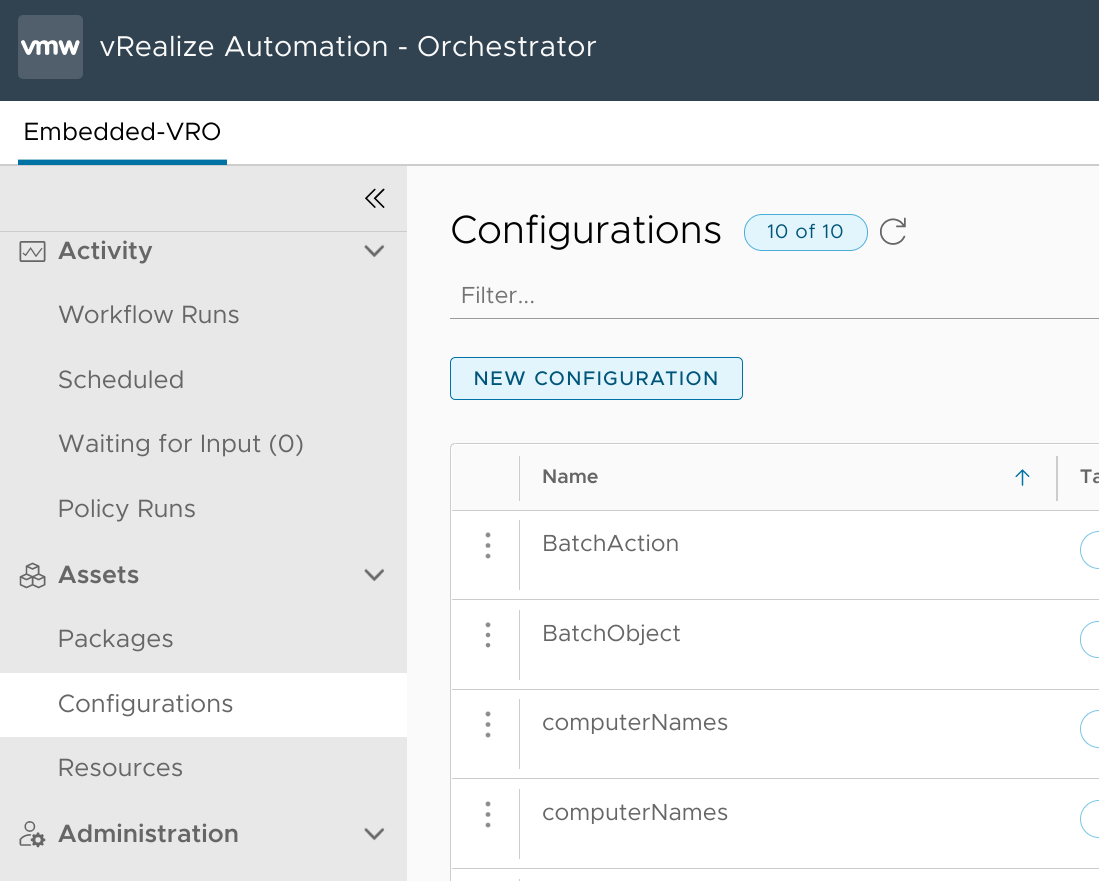 vmw vRealize Automation - Orchestrator
Embedded-VRO
Activity
Workflow Runs
Scheduled
Waiting for Input (0)
Policy Runs
Assets
Packages
Configurations
Resources
Administration
Configurations 10 of 10
Filter...
NEW CONFIGURATION
Name Ta
BatchAction
BatchObject
computerNames
computerNames